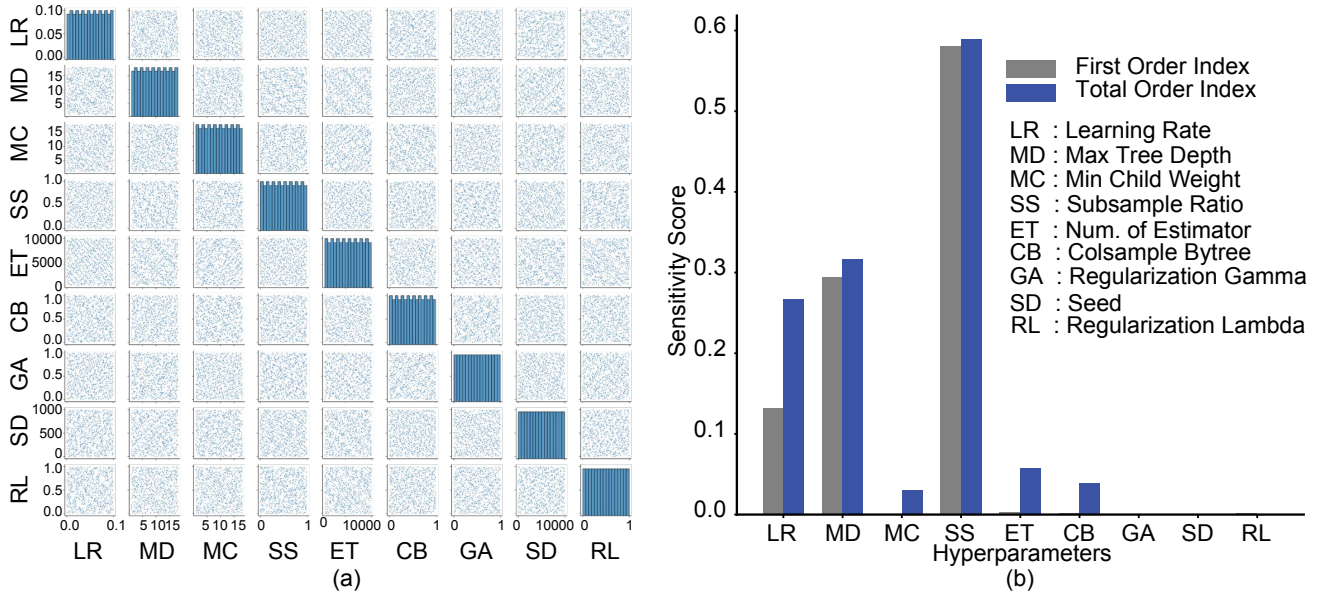 LR
0.10
0.05
0.00
MD
15
10
5
MC
15
10
5
SS
1.0
0.5
0.0
ET
10000
5000
0
CB
1.0
0.5
0.0
GA
1.0
0.5
0.0
SD
1000
500
0
RL
1.0
0.5
0.0
0.0 0.1 5 10 15 5 10 15 0 1 0 10000 0 1 0 1 0 10000 0 1
LR MD MC SS ET CB GA SD RL
(a)
Sensitivity Score
0.6
0.5
0.4
0.3
0.2
0.1
0.0
First Order Index
Total Order Index
LR : Learning Rate
MD : Max Tree Depth
MC : Min Child Weight
SS : Subsample Ratio
ET : Num. of Estimator
CB : Colsample Bytree
GA : Regularization Gamma
SD : Seed
RL : Regularization Lambda
LR MD MC SS ET CB GA SD RL
Hyperparameters
(b)